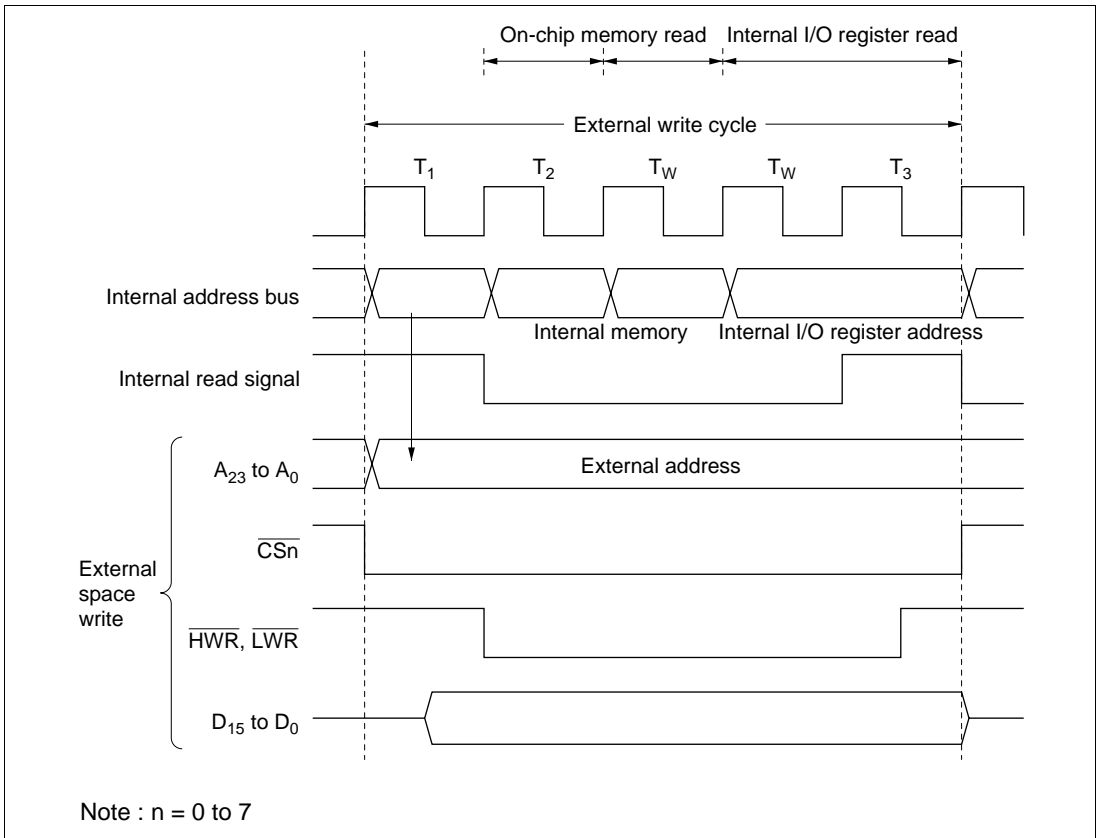 On-chip memory read Internal I/O register read
External write cycle
T1 T2 TW TW T3
Internal address bus
Internal memory Internal I/O register address
Internal read signal
A23 to A0 External address
CSn
External
space
write
HWR, LWR
D15 to D0
Note : n = 0 to 7